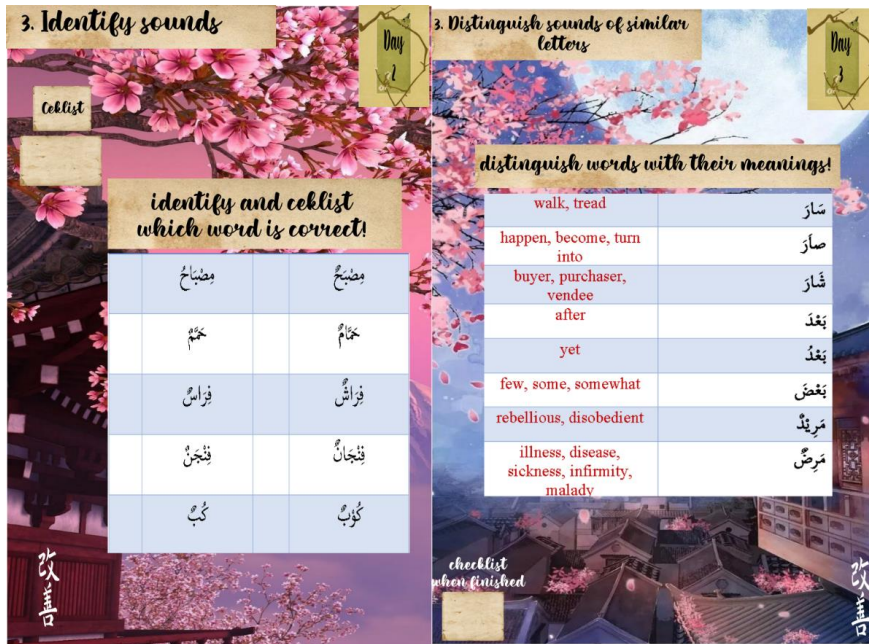 3. Identify sounds
Day
2
Ceklist
identify and ceklist
which word is correct!
مِصْبَحٌ
مِصْبَاحُ
حَمَّامٌ
حَمَّمٌ
فِرَاشٌ
فِرَاسٌ
فِنْجَانٌ
فِنْجَنٌ
كُوْبٌ
كُبٌ
改善
3. Distinguish sounds of similar
letters
Day
3
distinguish words with their meanings!
walk, tread
سَارَ
happen, become, turn
into
صاَرَ
buyer, purchaser,
vendee
شَارَ
after
بَعْدَ
yet
بَعْدُ
few, some, somewhat
بَعْضَ
rebellious, disobedient
مَرِيْدٌ
illness, disease,
sickness, infirmity,
malady
مَرِضٌ
checklist
when finished
改善